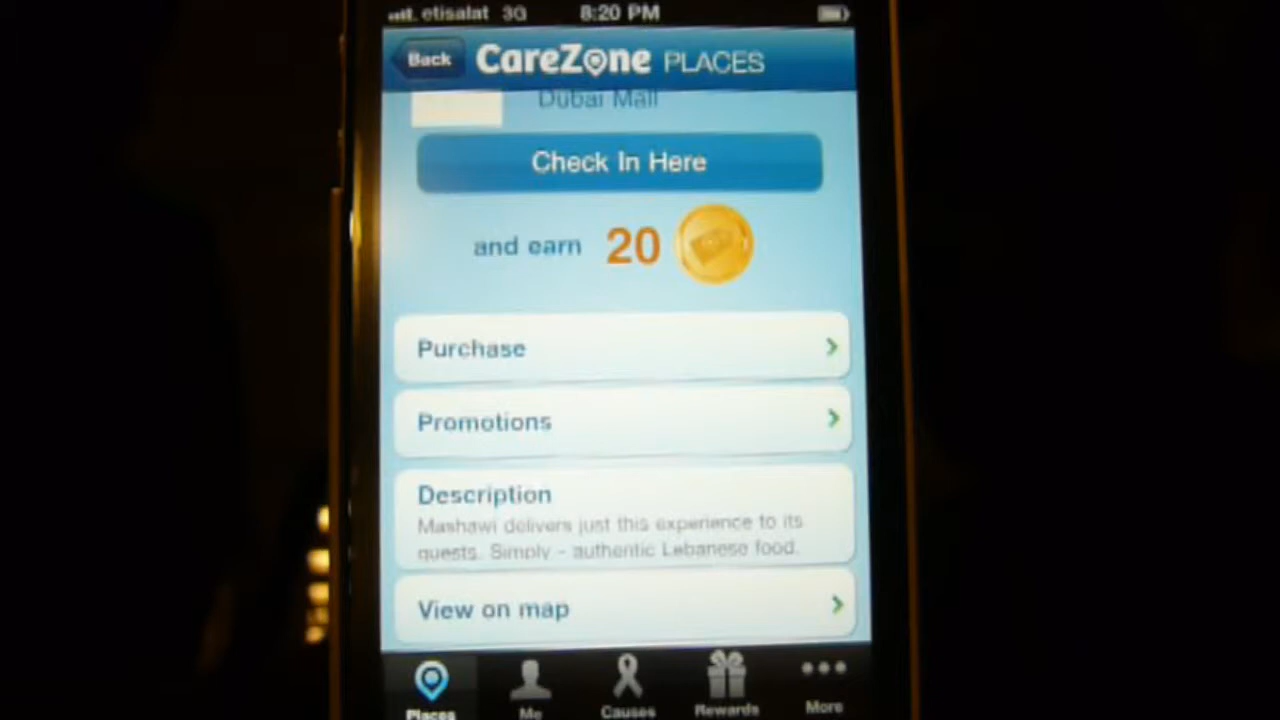 etisalat 3G 8:20 PM
Back CareZone PLACES
Dubai Mall
Check In Here
and earn 20
Purchase
Promotions
Description
Mashawi delivers just this experience to its
guests. Simply - authentic Lebanese food.
View on map
Places Me Causes Rewards More